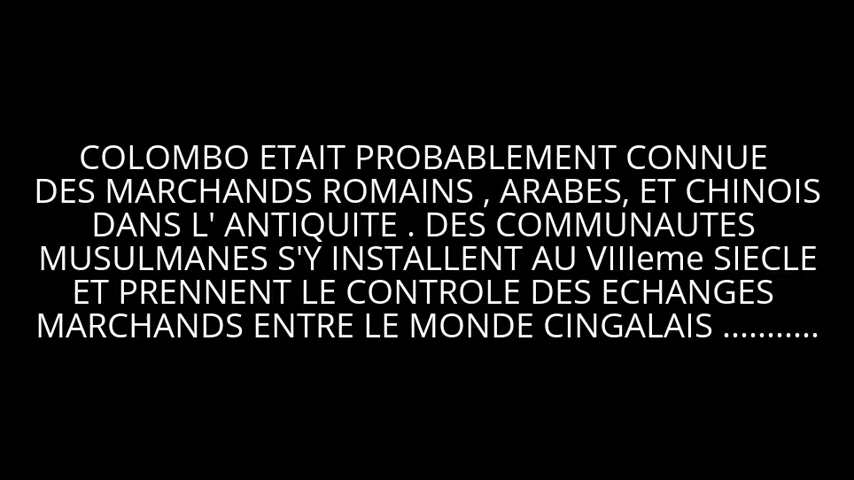 COLOMBO ETAIT PROBABLEMENT CONNUE
DES MARCHANDS ROMAINS , ARABES, ET CHINOIS
DANS L' ANTIQUITE . DES COMMUNAUTES
MUSULMANES S'Y INSTALLENT AU VIIIeme SIECLE
ET PRENNENT LE CONTROLE DES ECHANGES
MARCHANDS ENTRE LE MONDE CINGALAIS ...........